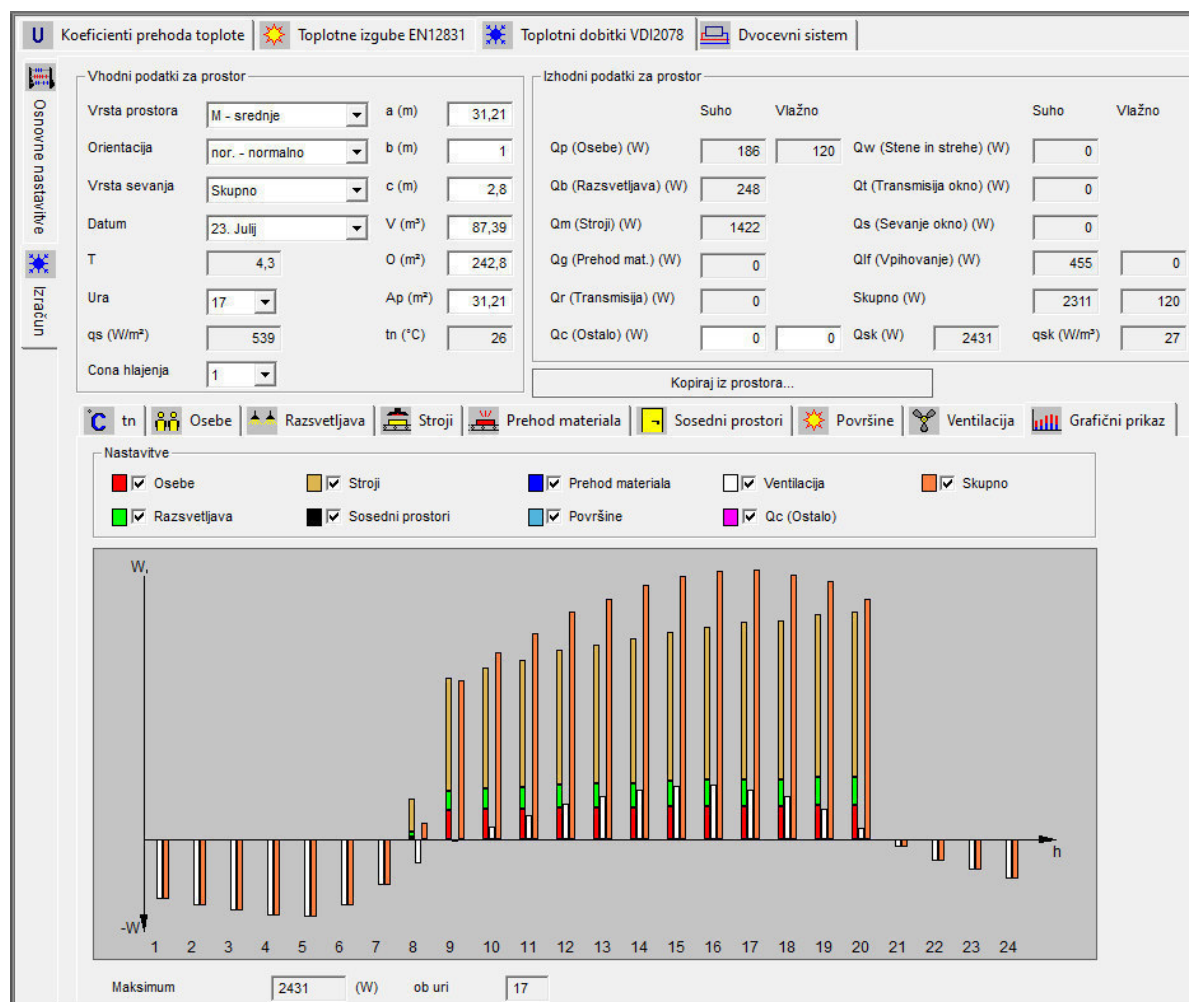 U Koeficienti prehoda toplote Toplotne izgube EN12831 Toplotni dobitki VDI2078 Dvocevni sistem
Osnovne nastavitve
Izračun
Vhodni podatki za prostor
Vrsta prostora M - srednje a (m) 31,21
Orientacija nor. - normalno b (m) 1
Vrsta sevanja Skupno c (m) 2,8
Datum 23. Julij V (m³) 87,39
T 4,3 O (m²) 242,8
Ura 17 Ap (m²) 31,21
qs (W/m²) 539 tn (°C) 26
Cona hlajenja 1
Izhodni podatki za prostor
Suho Vlažno Suho Vlažno
Qp (Osebe) (W) 186 120 Qw (Stene in strehe) (W) 0
Qb (Razsvetljava) (W) 248 Qt (Transmisija okno) (W) 0
Qm (Stroji) (W) 1422 Qs (Sevanje okno) (W) 0
Qg (Prehod mat.) (W) 0 Qlf (Vpihovanje) (W) 455 0
Qr (Transmisija) (W) 0 Skupno (W) 2311 120
Qc (Ostalo) (W) 0 0 Qsk (W) 2431 qsk (W/m³) 27
Kopiraj iz prostora...
°C tn Osebe Razsvetljava Stroji Prehod materiala Sosedni prostori Površine Ventilacija Grafični prikaz
Nastavitve
Osebe Stroji Prehod materiala Ventilacija Skupno
Razsvetljava Sosedni prostori Površine Qc (Ostalo)
W,
h
-W
1 2 3 4 5 6 7 8 9 10 11 12 13 14 15 16 17 18 19 20 21 22 23 24
Maksimum 2431 (W) ob uri 17